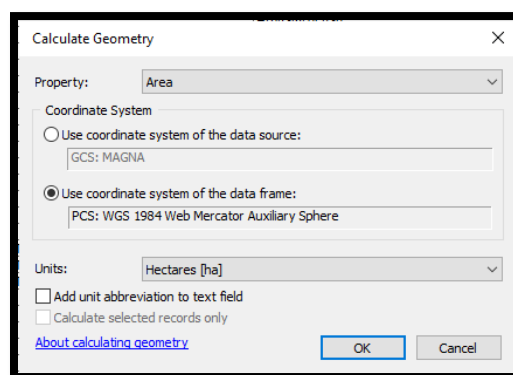 Calculate Geometry
Property: Area
Coordinate System
Use coordinate system of the data source:
GCS: MAGNA
Use coordinate system of the data frame:
PCS: WGS 1984 Web Mercator Auxiliary Sphere
Units: Hectares [ha]
Add unit abbreviation to text field
Calculate selected records only
About calculating geometry OK Cancel